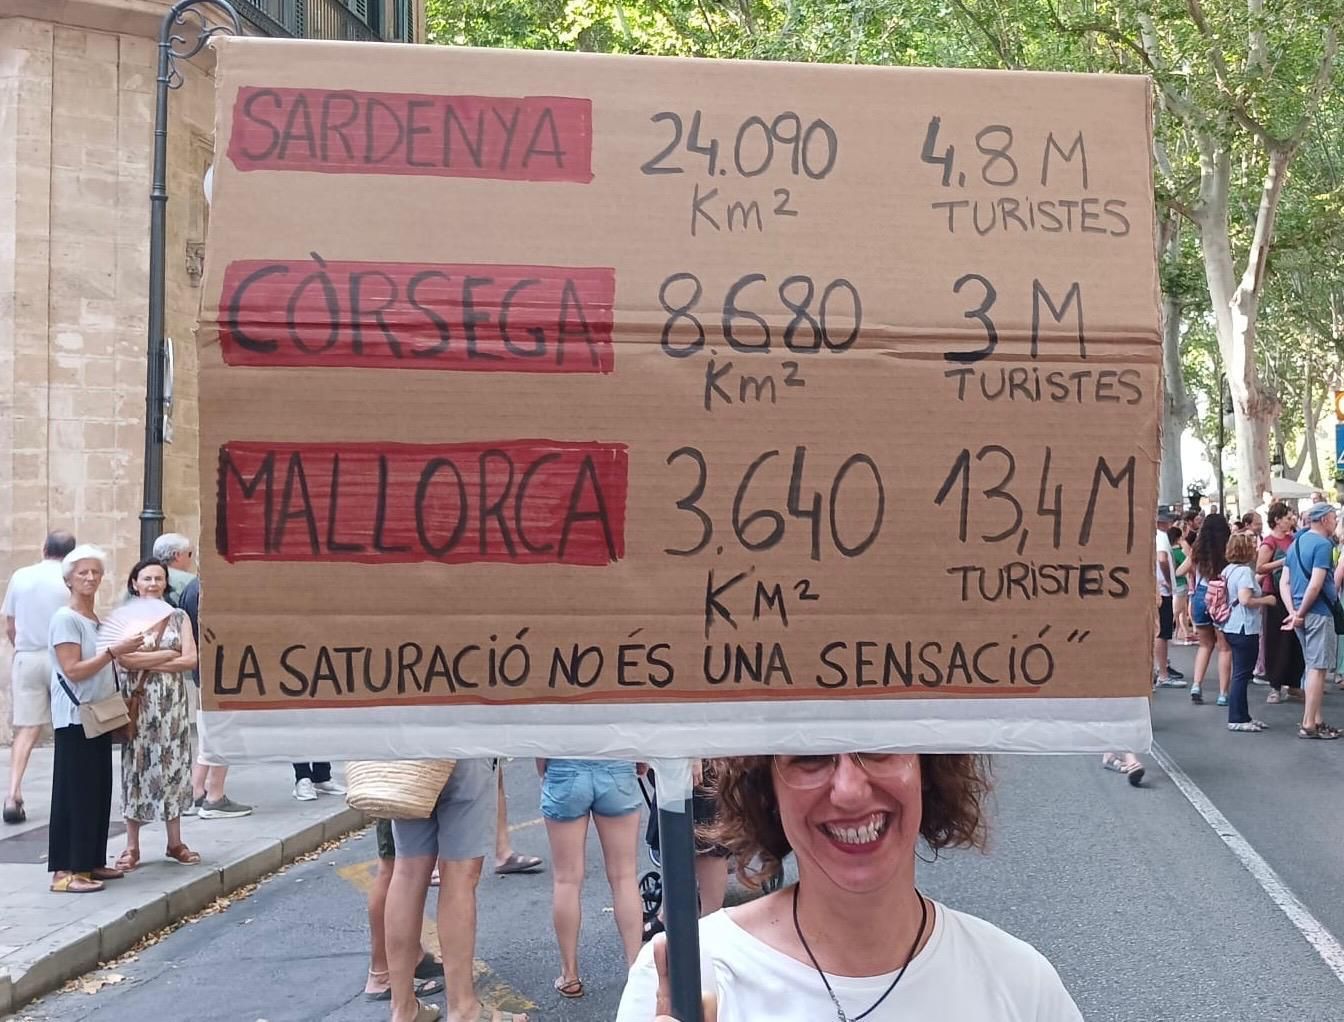 SARDENYA 24.090 4.8 M
Km² TURiSTES
CÒRSEGA 8.680 3 M
Km² TURiSTES
MALLORCA 3.640 13,4 M
KM² TURiSTES
"LA SATURACIÓ NO ÉS UNA SENSACIÓ"